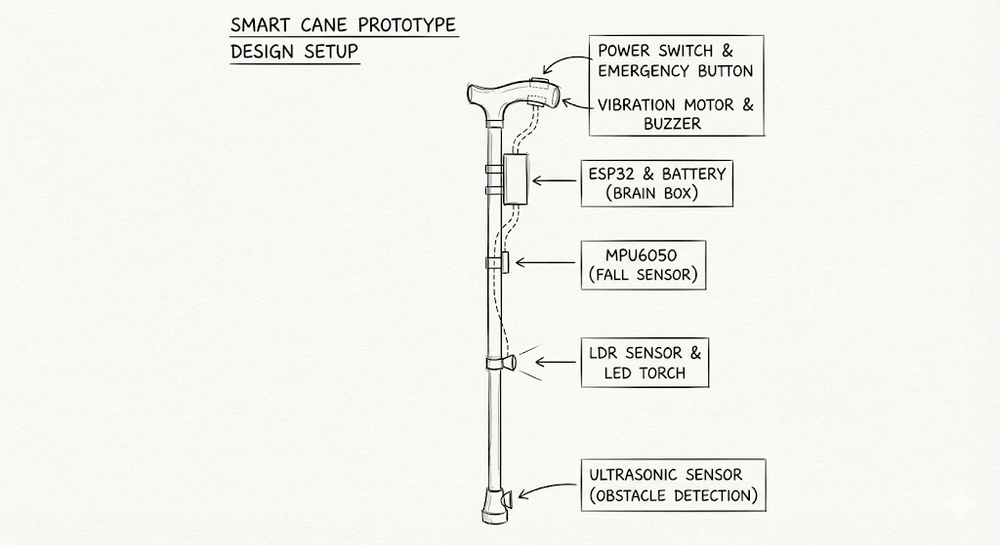 SMART CANE PROTOTYPE
DESIGN SETUP
POWER SWITCH &
EMERGENCY BUTTON
VIBRATION MOTOR &
BUZZER
ESP32 & BATTERY
(BRAIN BOX)
MPU6050
(FALL SENSOR)
LDR SENSOR &
LED TORCH
ULTRASONIC SENSOR
(OBSTACLE DETECTION)